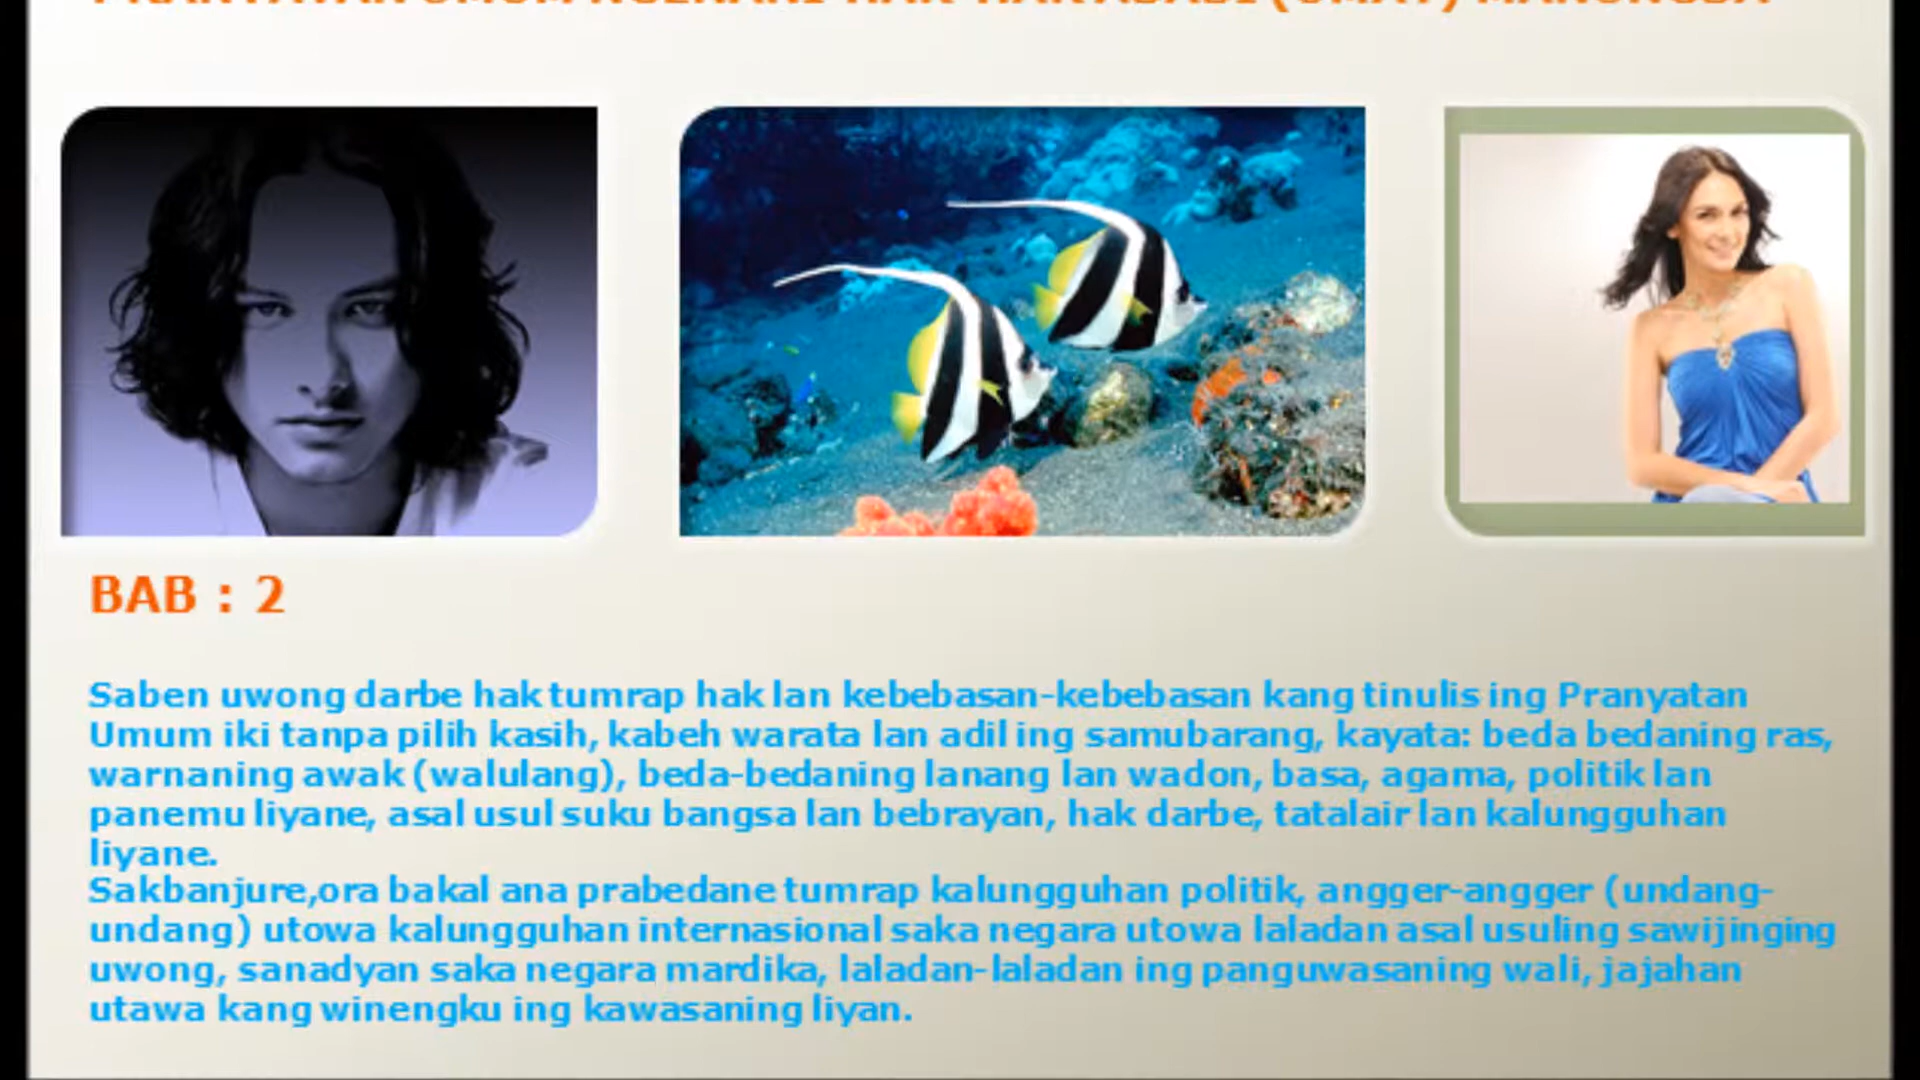 BAB : 2
Saben uwong darbe hak tumrap hak lan kebebasan-kebebasan kang tinulis ing Pranyatan
Umum iki tanpa pilih kasih, kabeh warata lan adil ing samubarang, kayata: beda bedaning ras,
warnaning awak (walulang), beda-bedaning lanang lan wadon, basa, agama, politik lan
panemu liyane, asal usul suku bangsa lan bebrayan, hak darbe, tatalair lan kalungguhan
liyane.
Sakbanjure,ora bakal ana prabedane tumrap kalungguhan politik, angger-angger (undang-
undang) utowa kalungguhan internasional saka negara utowa laladan asal usuling sawijinging
uwong, sanadyan saka negara mardika, laladan-laladan ing panguwasaning wali, jajahan
utawa kang winengku ing kawasaning liyan.